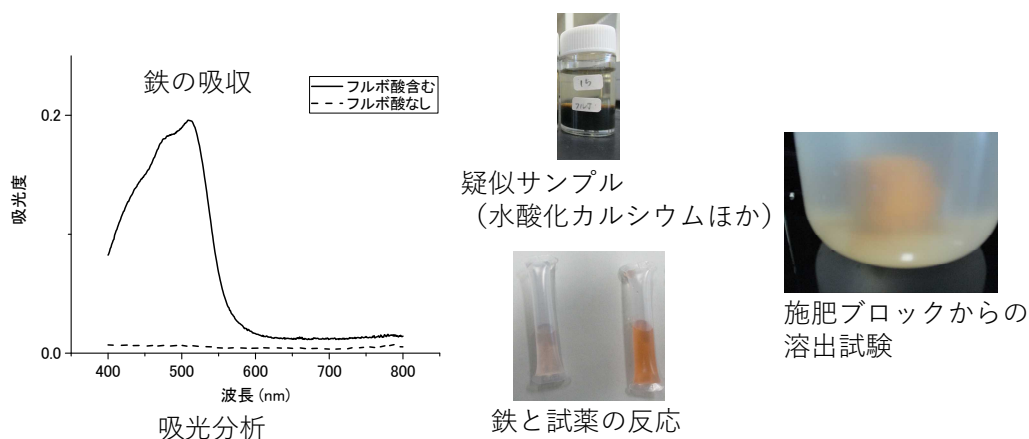 鉄の吸収
フルボ酸含む
フルボ酸なし
0.2
0.0
吸光度
400
500
600
700
800
波長 (nm)
吸光分析
疑似サンプル
（水酸化カルシウムほか）
鉄と試薬の反応
施肥ブロックからの
溶出試験